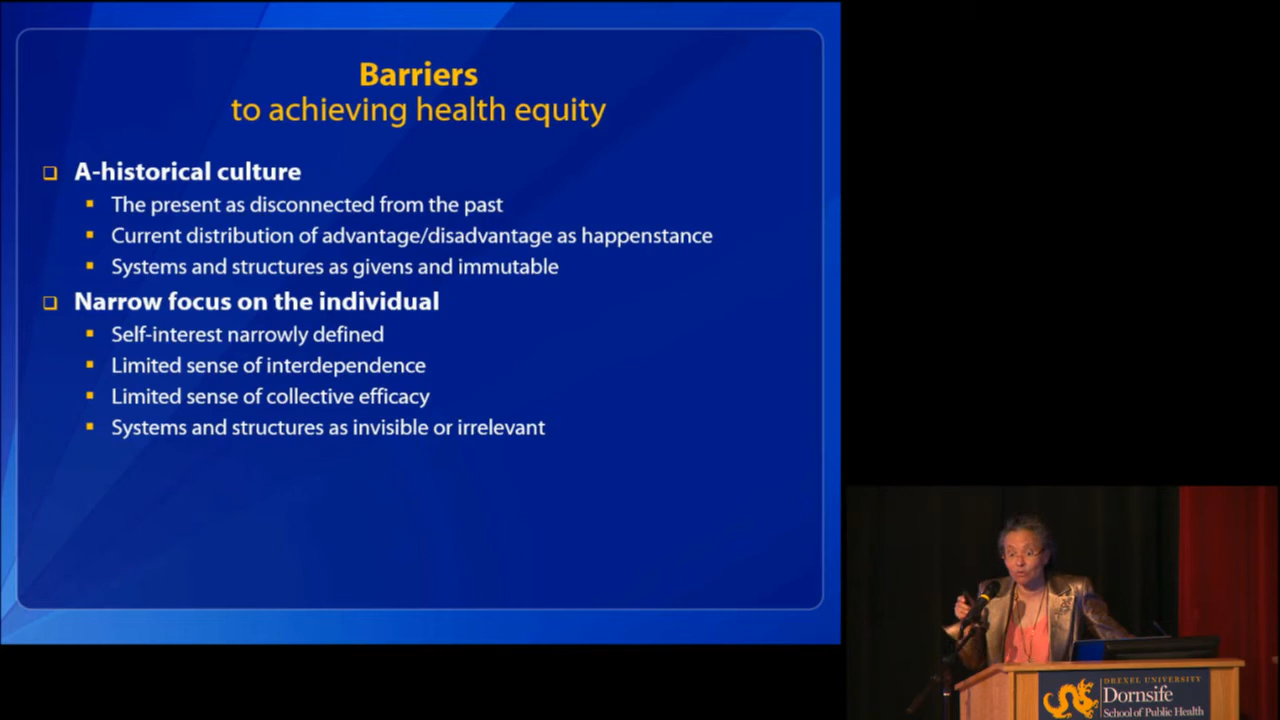 Barriers
to achieving health equity
A-historical culture
The present as disconnected from the past
Current distribution of advantage/disadvantage as happenstance
Systems and structures as givens and immutable
Narrow focus on the individual
Self-interest narrowly defined
Limited sense of interdependence
Limited sense of collective efficacy
Systems and structures as invisible or irrelevant
DREXEL UNIVERSITY
Dornsife
School of Public Health